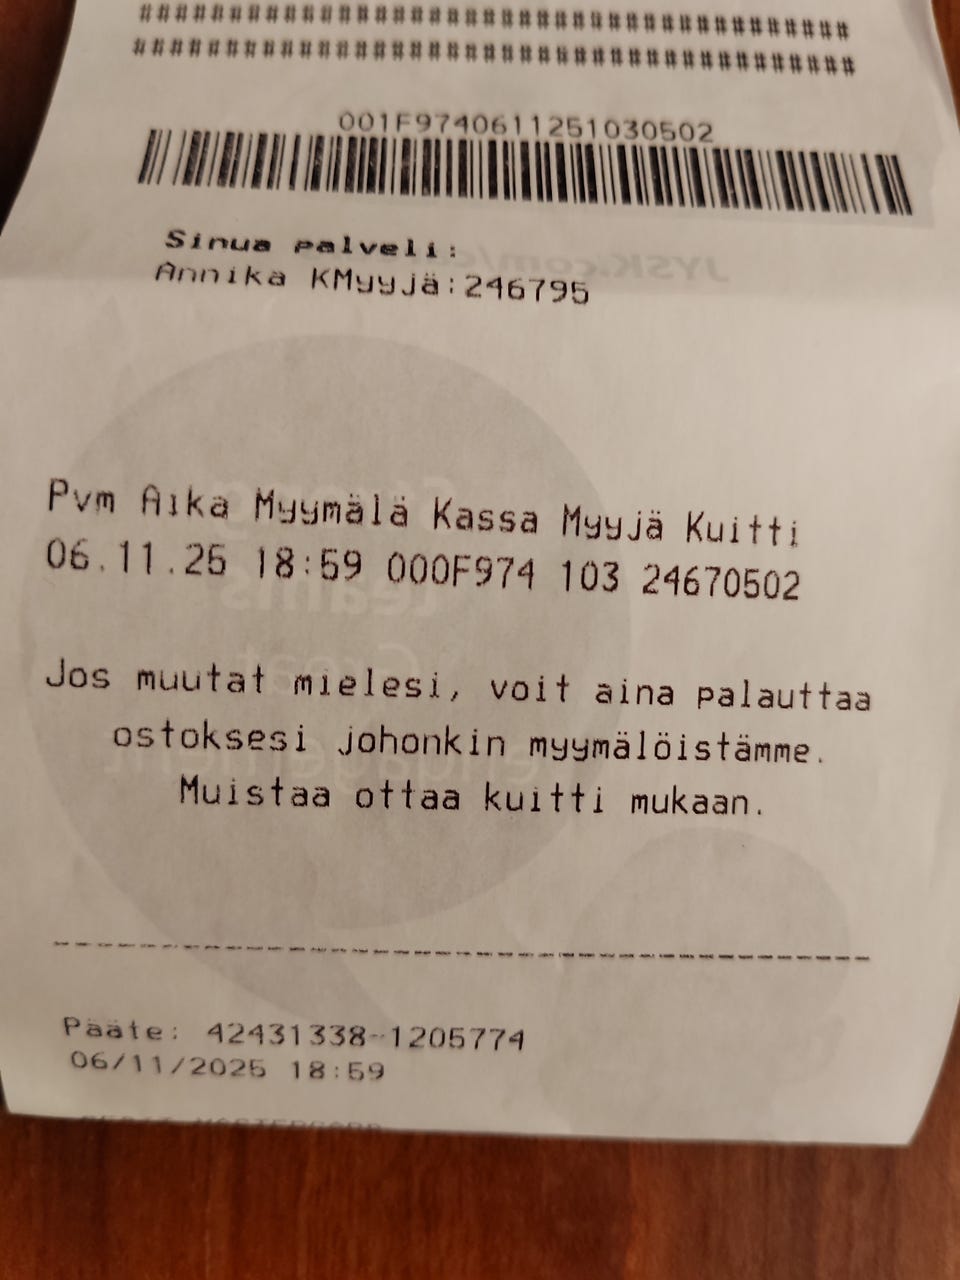 ##############################################
##############################################
001F9740611251030502
Sinua palveli:
Annika KMyyjä:246795
JYSK.com/
Pvm Aika Myymälä Kassa Myyjä Kuitti
06.11.25 18:59 000F974 103 24670502
Jos muutat mielesi, voit aina palauttaa
ostoksesi johonkin myymälöistämme.
Muistaa ottaa kuitti mukaan.
Pääte: 42431338-1205774
06/11/2025 18:59